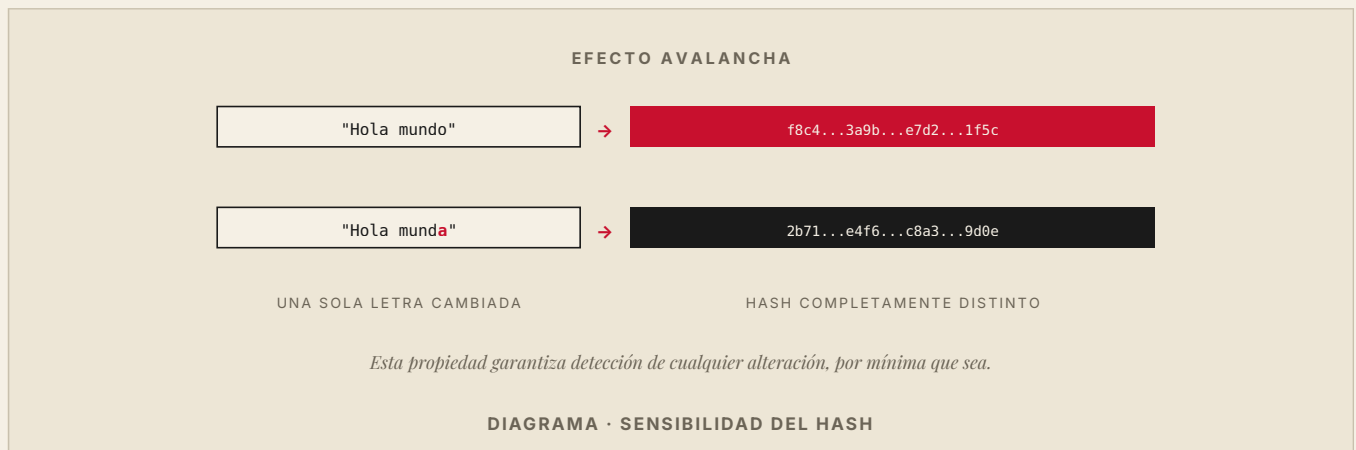 EFECTO AVALANCHA
"Hola mundo" → f8c4...3a9b...e7d2...1f5c
"Hola munda" → 2b71...e4f6...c8a3...9d0e
UNA SOLA LETRA CAMBIADA HASH COMPLETAMENTE DISTINTO
Esta propiedad garantiza detección de cualquier alteración, por mínima que sea.
DIAGRAMA · SENSIBILIDAD DEL HASH